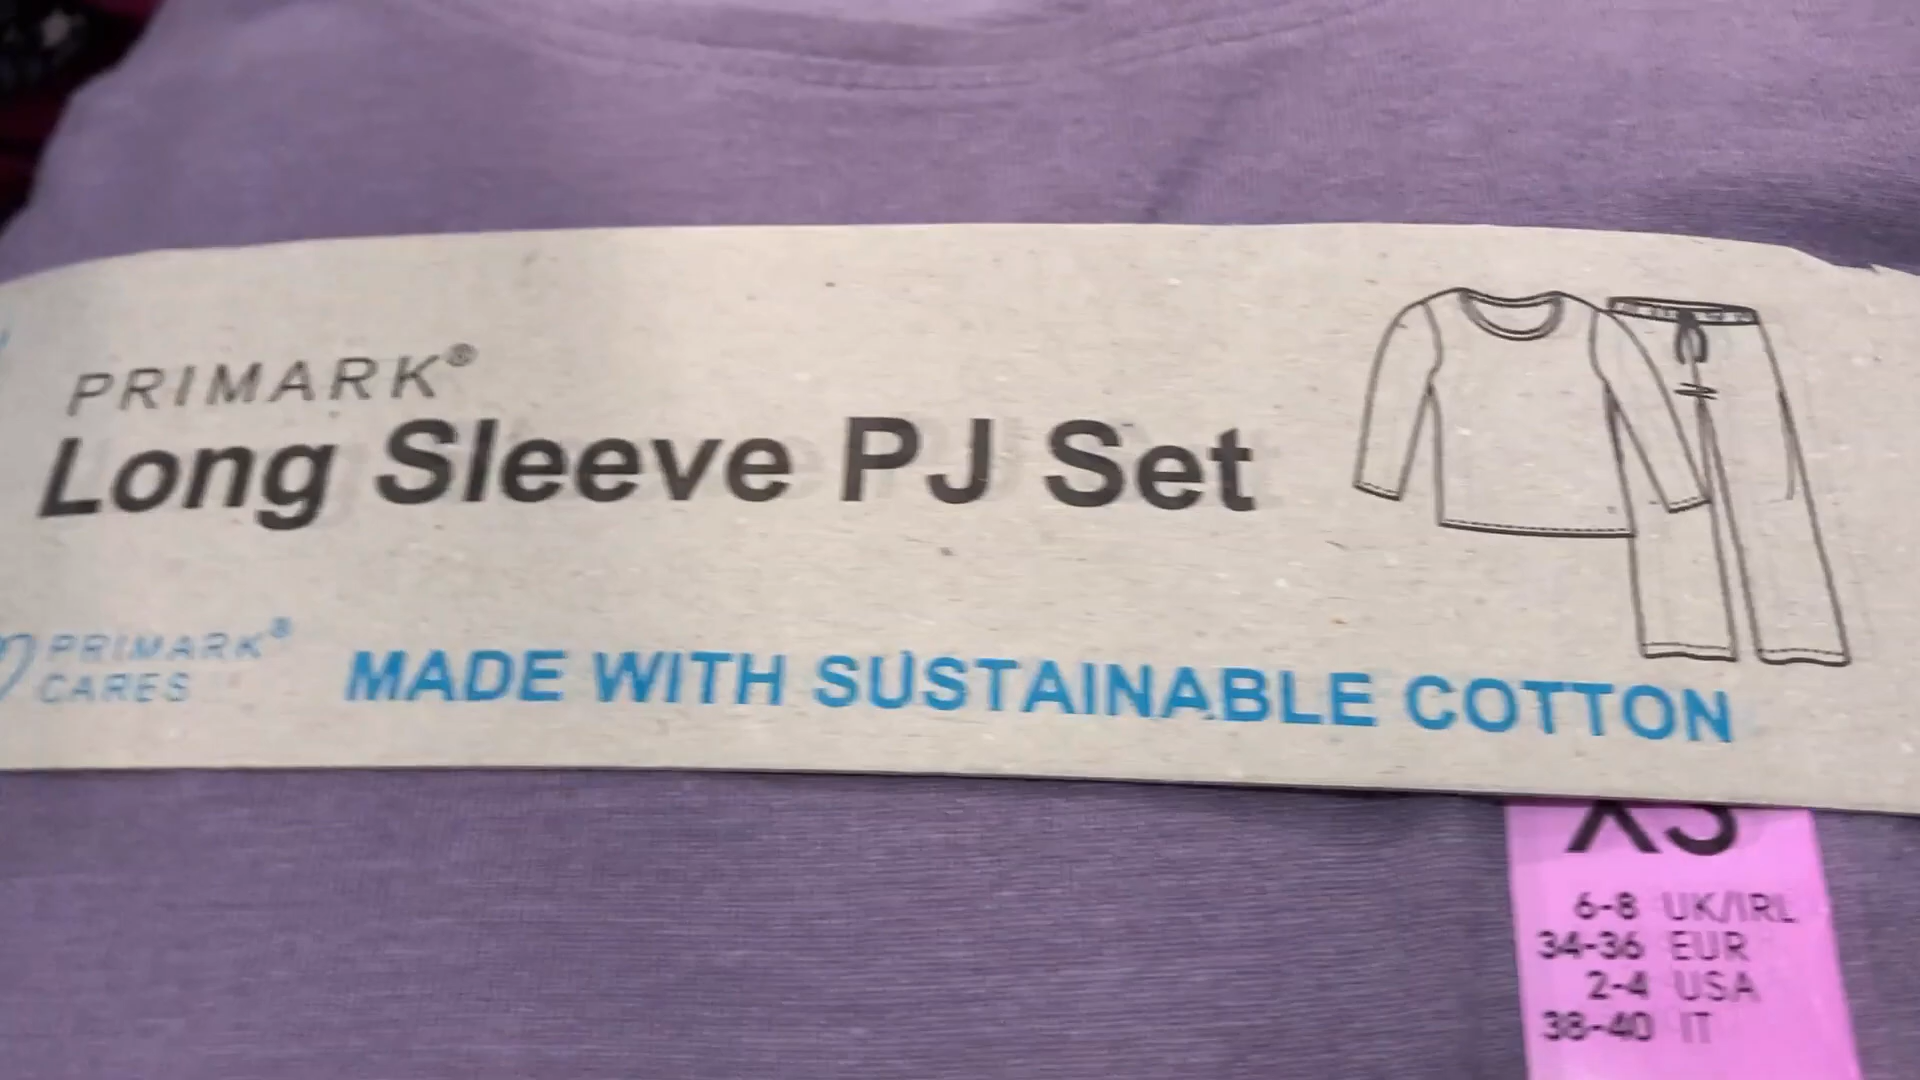 PRIMARK®
Long Sleeve PJ Set
PRIMARK®
CARES
MADE WITH SUSTAINABLE COTTON
XS
6-8 UK/IRL
34-36 EUR
2-4 USA
38-40 IT